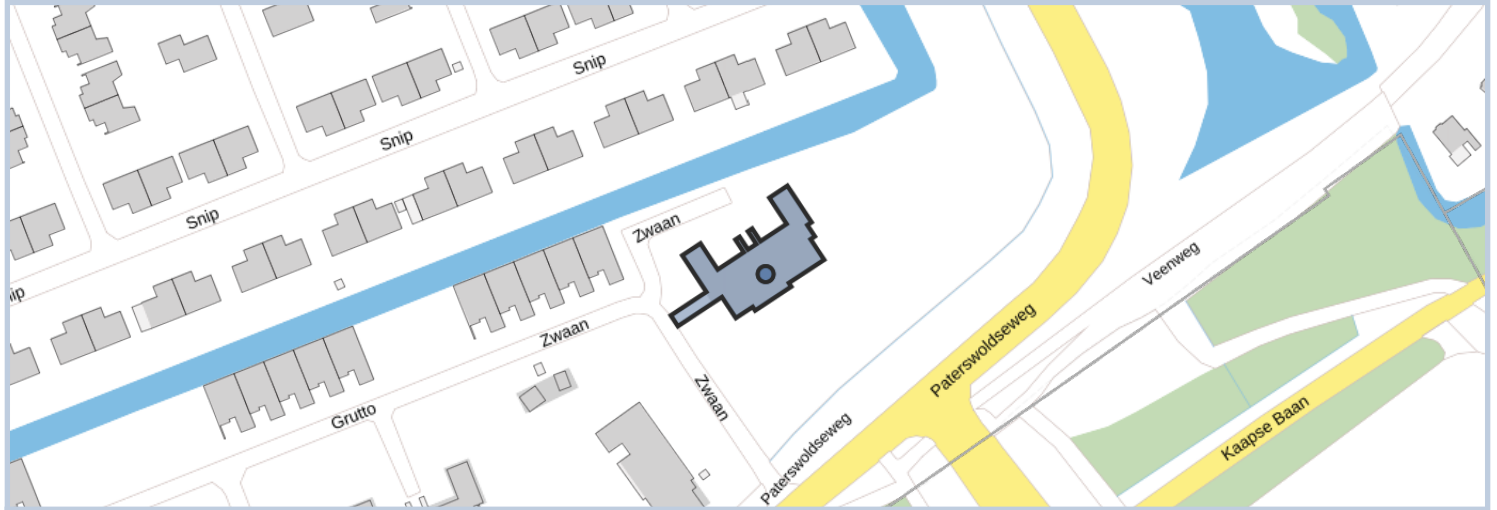 Snip
Snip
Snip
ip
Zwaan
Zwaan
Zwaan
Grutto
Veenweg
Paterswoldseweg
Paterswoldseweg
Kaapse Baan